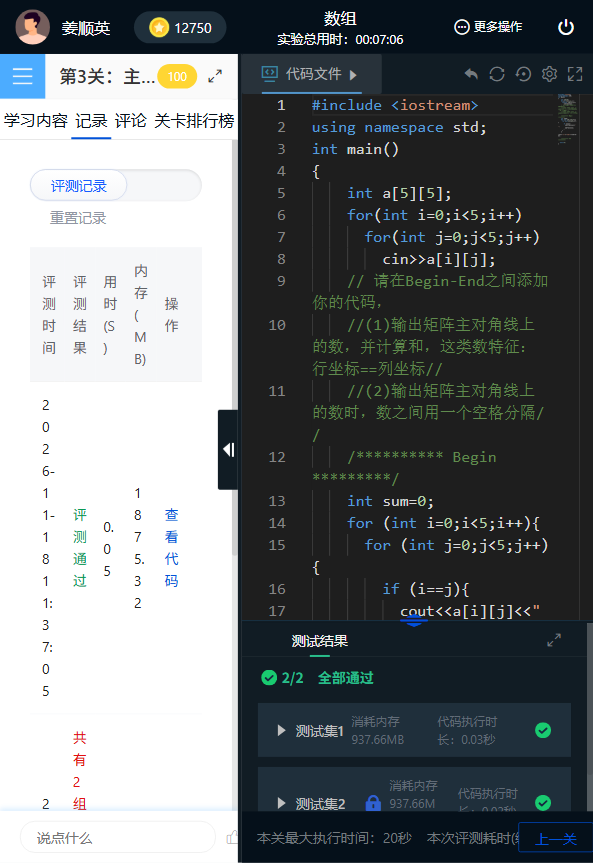 姜顺英
12750
数组
实验总用时：00:07:06
更多操作
第3关：主...
100
学习内容 记录 评论 关卡排行榜
评测记录
重置记录
评测时间
评测结果
用时(S)
内存(MB)
操作
2026-11-18 11:37:05
评测通过
0.05
1875.32
查看代码
共有2组
2
说点什么
代码文件
1 #include <iostream>
2 using namespace std;
3 int main()
4 {
5 int a[5][5];
6 for(int i=0;i<5;i++)
7 for(int j=0;j<5;j++)
8 cin>>a[i][j];
9 // 请在Begin-End之间添加
你的代码，
10 //(1)输出矩阵主对角线上
的数，并计算和，这类数特征：
行坐标==列坐标//
11 //(2)输出矩阵主对角线上
的数时，数之间用一个空格分隔/
/
12 /********** Begin
*********/
13 int sum=0;
14 for (int i=0;i<5;i++){
15 for (int j=0;j<5;j++)
{
16 if (i==j){
17 cout<<a[i][j]<<"
测试结果
2/2 全部通过
测试集1
消耗内存
937.66MB
代码执行时
长：0.03秒
测试集2
消耗内存
937.66M
代码执行时
长：0.03秒
本关最大执行时间：20秒 本次评测耗时(
上一关